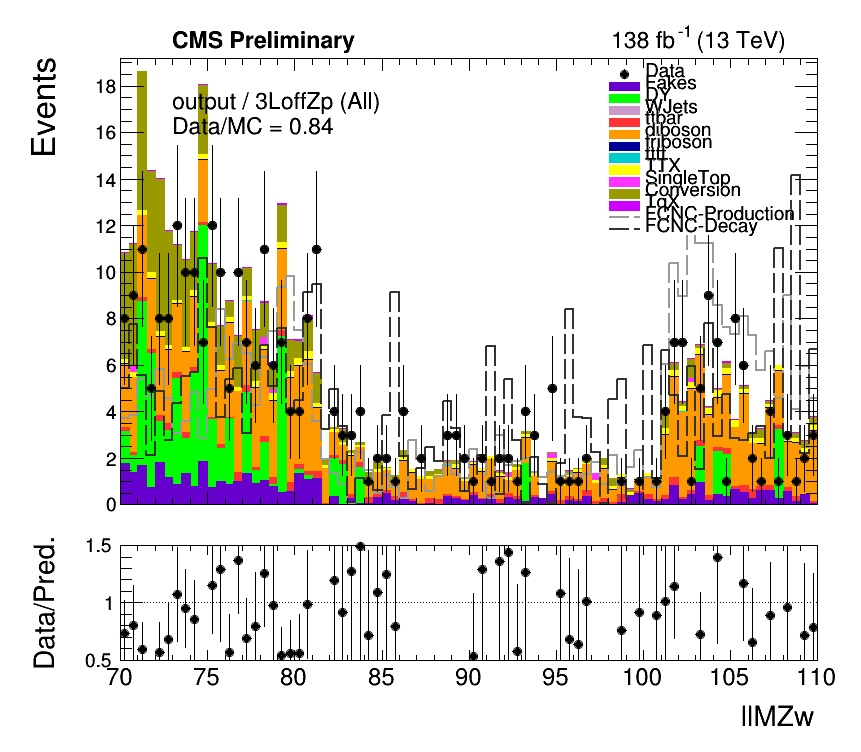 CMS Preliminary
138 fb-1 (13 TeV)
Events
output / 3LoffZp (All)
Data/MC = 0.84
Data
Fakes
DY
WJets
ttbar
diboson
triboson
tttt
TTX
SingleTop
Conversion
TqX
FCNC-Production
FCNC-Decay
18
16
14
12
10
8
6
4
2
0
Data/Pred.
1.5
1
0.5
70 75 80 85 90 95 100 105 110
llMZw